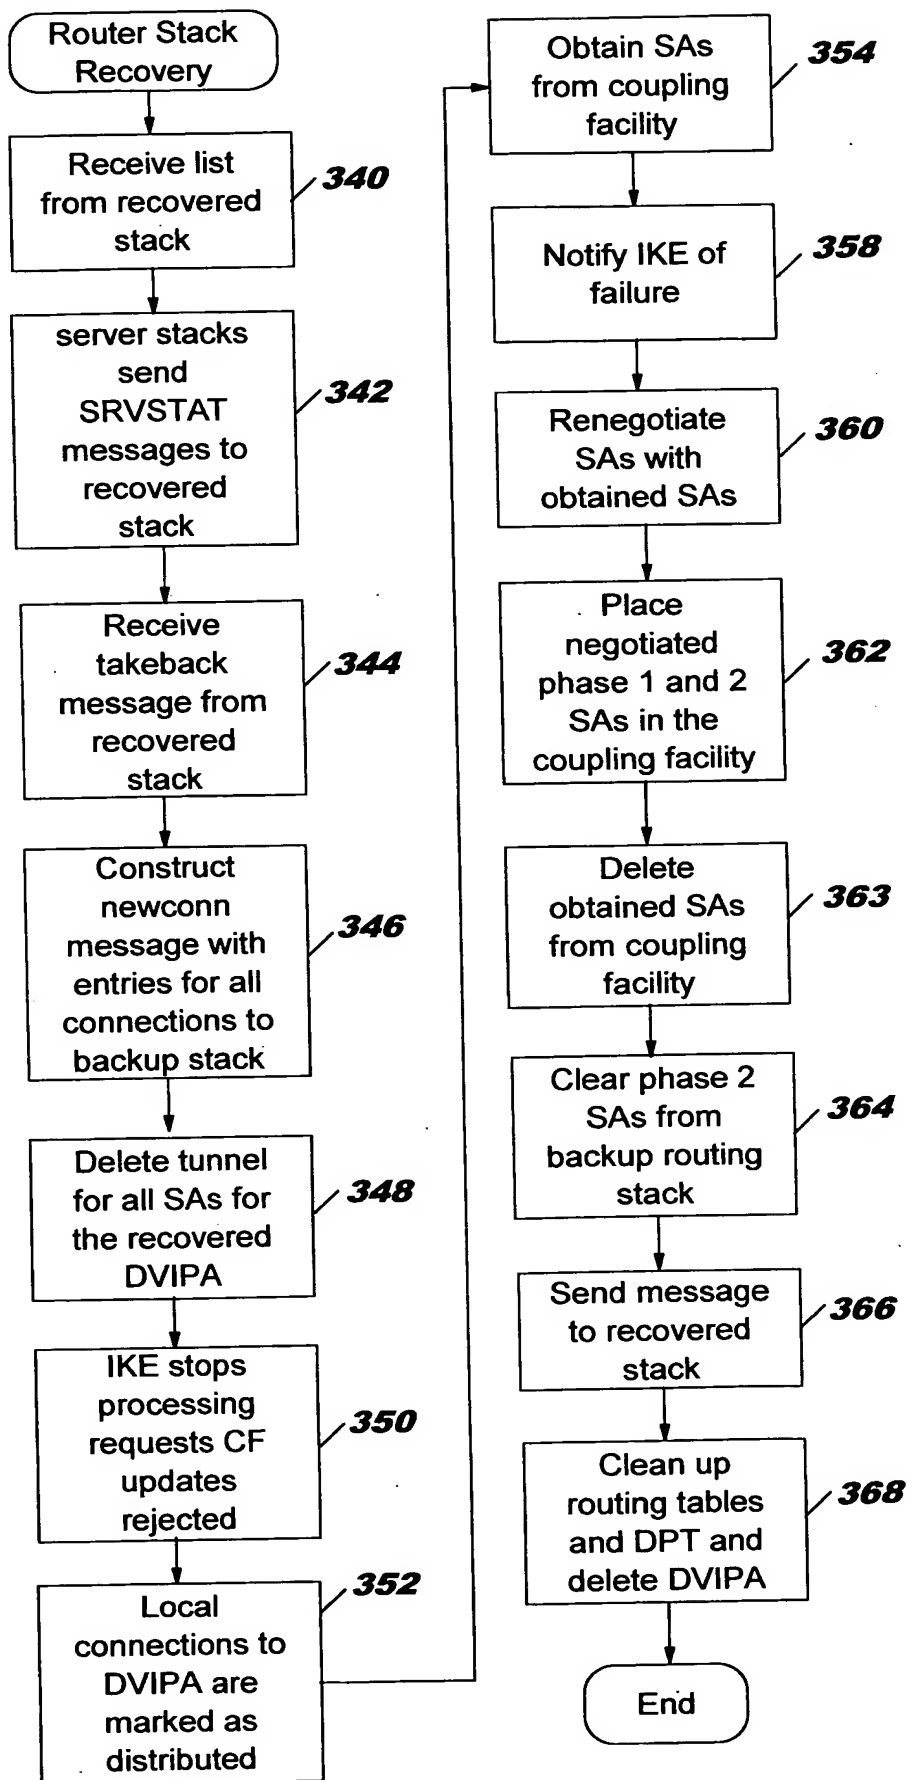 Router Stack
Recovery
Receive list
from recovered
stack
340
server stacks
send
SRVSTAT
messages to
recovered
stack
342
Receive
takeback
message from
recovered
stack
344
Construct
newconn
message with
entries for all
connections to
backup stack
346
Delete tunnel
for all SAs for
the recovered
DVIPA
348
IKE stops
processing
requests CF
updates
rejected
350
Local
connections to
DVIPA are
marked as
distributed
352
Obtain SAs
from coupling
facility
354
Notify IKE of
failure
358
Renegotiate
SAs with
obtained SAs
360
Place
negotiated
phase 1 and 2
SAs in the
coupling facility
362
Delete
obtained SAs
from coupling
facility
363
Clear phase 2
SAs from
backup routing
stack
364
Send message
to recovered
stack
366
Clean up
routing tables
and DPT and
delete DVIPA
368
End